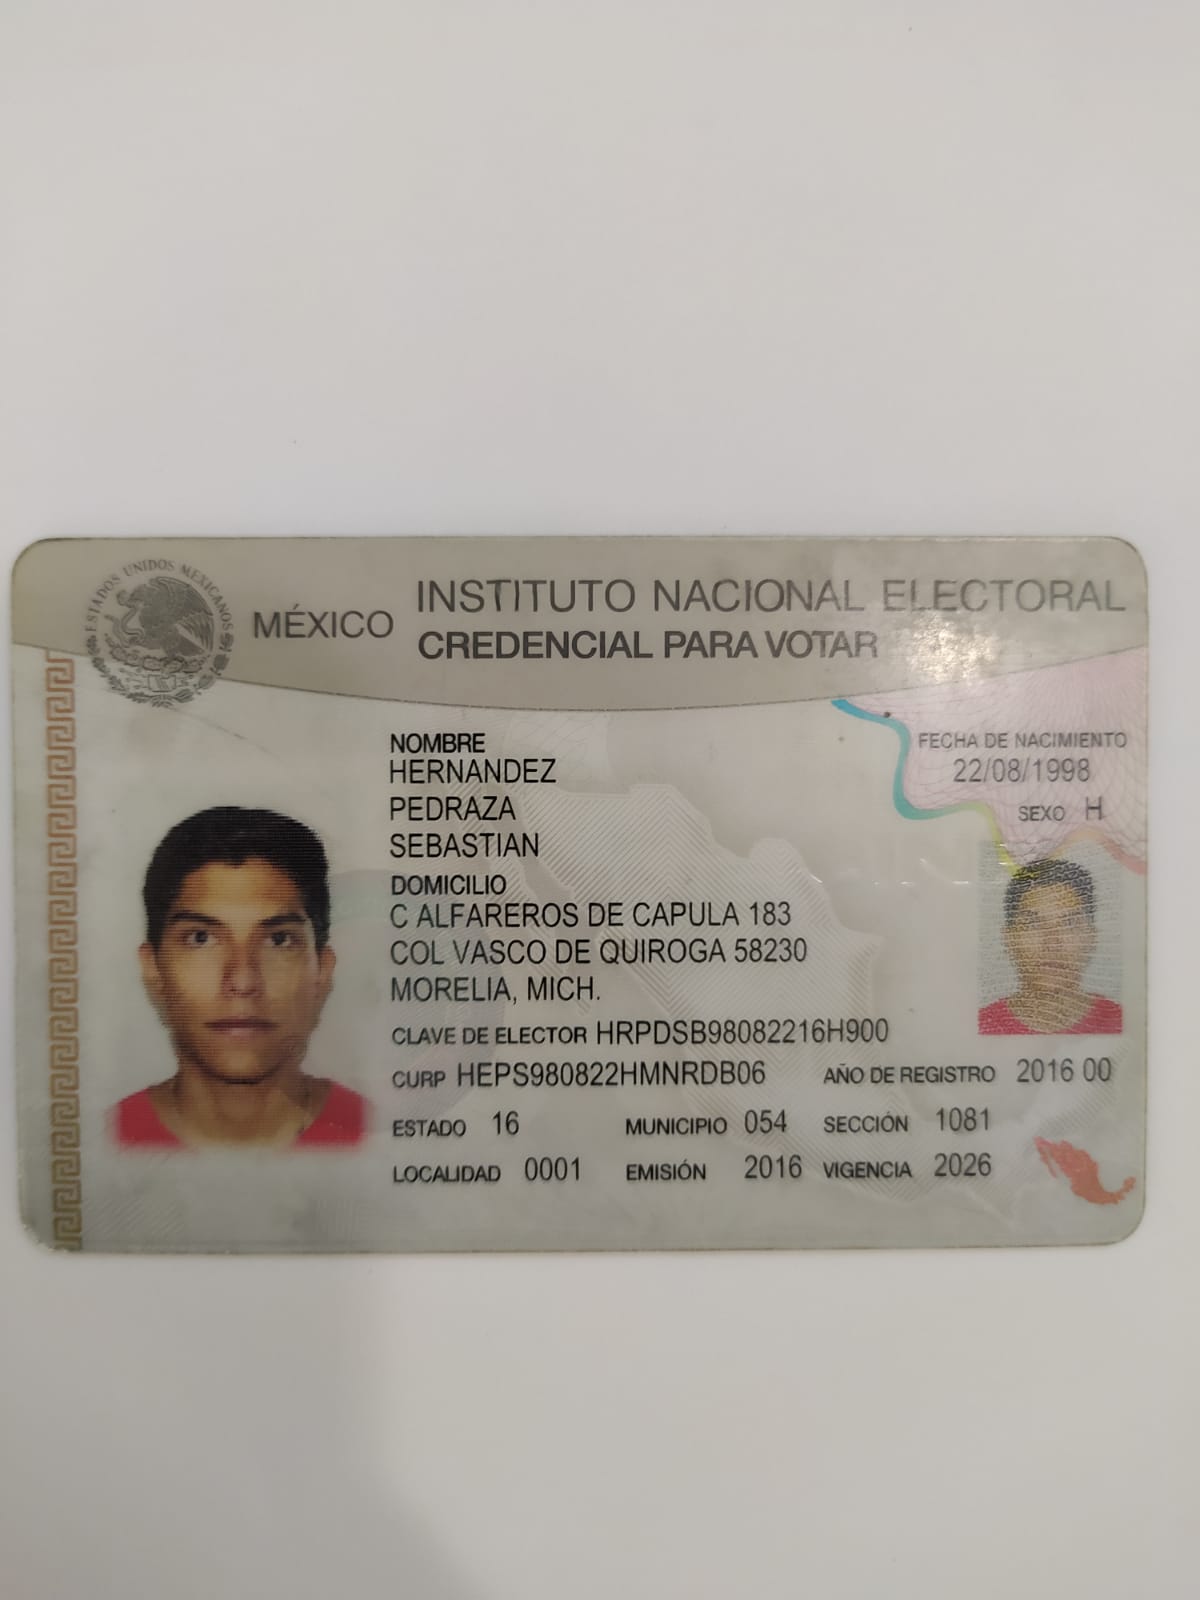 ESTADOS UNIDOS MEXICANOS
MÉXICO
INSTITUTO NACIONAL ELECTORAL
CREDENCIAL PARA VOTAR
NOMBRE
HERNANDEZ
PEDRAZA
SEBASTIAN
FECHA DE NACIMIENTO
22/08/1998
SEXO H
DOMICILIO
C ALFAREROS DE CAPULA 183
COL VASCO DE QUIROGA 58230
MORELIA, MICH.
CLAVE DE ELECTOR HRPDSB98082216H900
CURP HEPS980822HMNRDB06 AÑO DE REGISTRO 2016 00
ESTADO 16 MUNICIPIO 054 SECCIÓN 1081
LOCALIDAD 0001 EMISIÓN 2016 VIGENCIA 2026